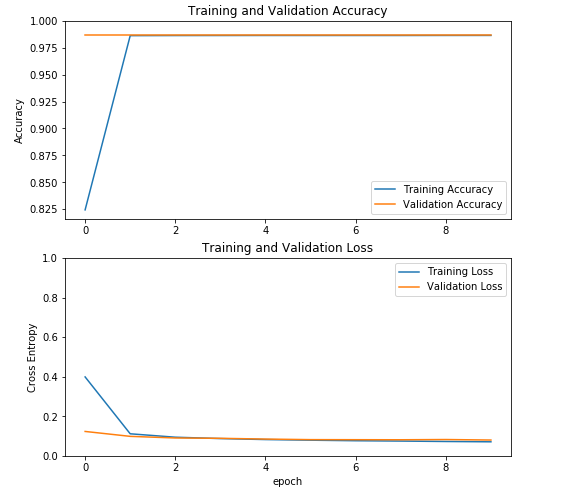 Training and Validation Accuracy
1.000
0.975
0.950
0.925
0.900
0.875
0.850
0.825
Accuracy
Training Accuracy
Validation Accuracy
0 2 4 6 8
Training and Validation Loss
1.0
0.8
0.6
0.4
0.2
0.0
Cross Entropy
Training Loss
Validation Loss
0 2 4 6 8
epoch